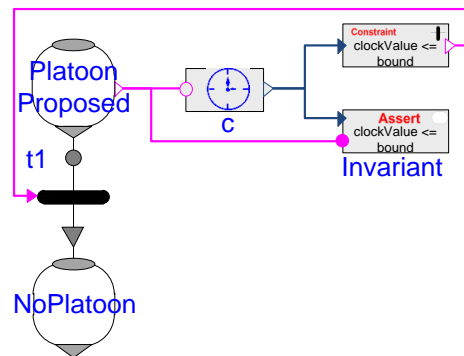 Platoon
Proposed
t1
NoPlatoon
c
Constraint
clockValue <=
bound
Assert
clockValue <=
bound
Invariant